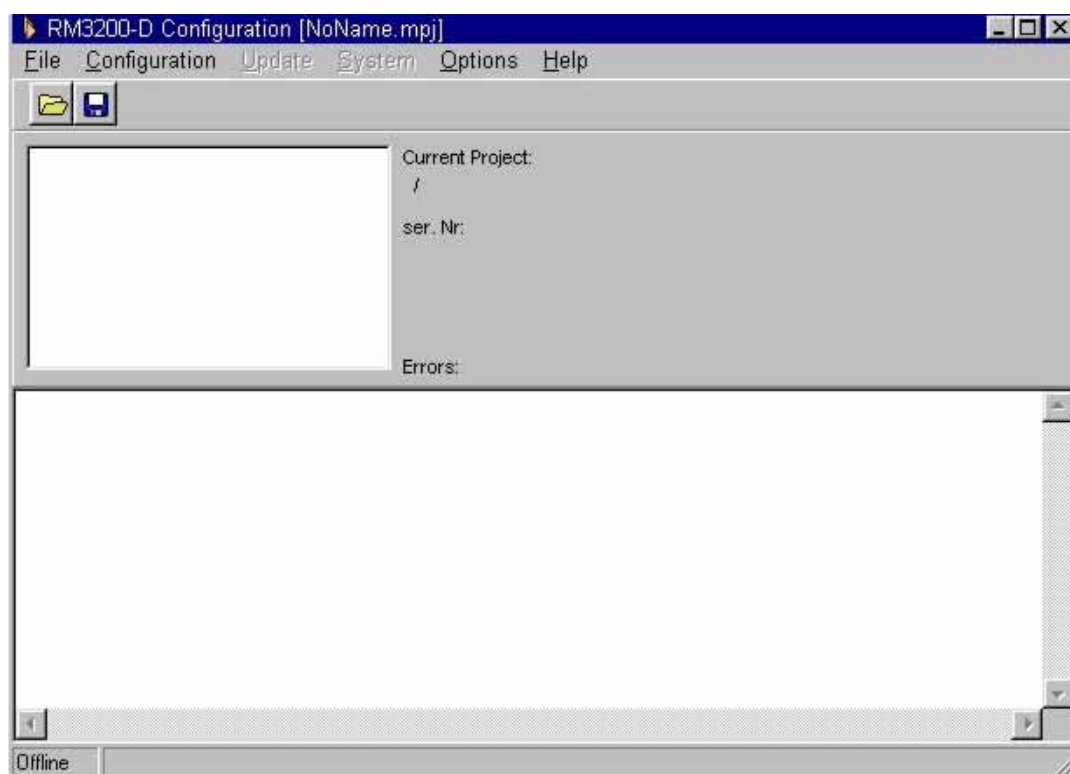 RM3200-D Configuration [NoName.mpj]
File Configuration Update System Options Help
Current Project:
/
ser. Nr:
Errors:
Offline